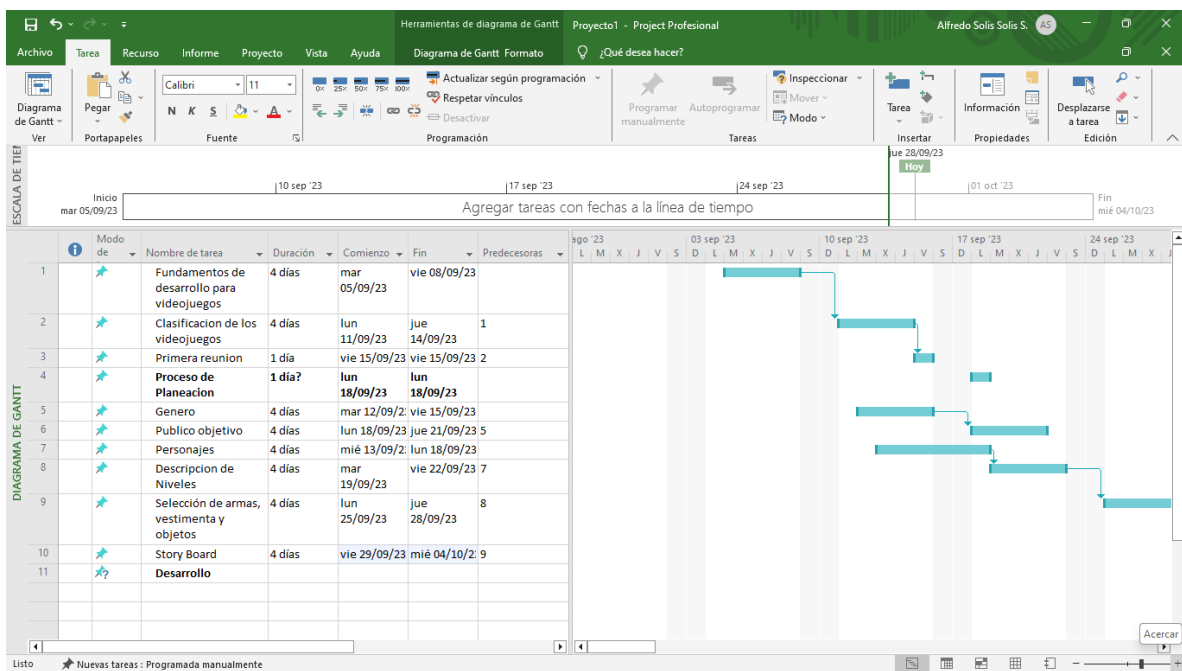 Herramientas de diagrama de Gantt
Proyecto1 - Project Profesional
Alfredo Solis Solis S.
AS
Archivo Tarea Recurso Informe Proyecto Vista Ayuda Diagrama de Gantt Formato ¿Qué desea hacer?
Diagrama de Gantt
Ver
Pegar
Portapapeles
Calibri 11
N K S A
Fuente
0× 25× 50× 75× 100×
Actualizar según programación
Respetar vínculos
Desactivar
Programación
Programar manualmente
Autoprogramar
Inspeccionar
Mover
Modo
Tareas
Tarea
Insertar
Información
Propiedades
Desplazarse a tarea
Edición
ESCALA DE TIEM
jue 28/09/23
Hoy
10 sep '23 17 sep '23 24 sep '23 01 oct '23
Inicio
mar 05/09/23
Agregar tareas con fechas a la línea de tiempo
Fin
mié 04/10/23
DIAGRAMA DE GANTT
Modo de Nombre de tarea Duración Comienzo Fin Predecesoras
ago '23 03 sep '23 10 sep '23 17 sep '23 24 sep '23
L M X J V S D L M X J V S D L M X J V S D L M X J V S D L M X J
1 Fundamentos de desarrollo para videojuegos 4 días mar 05/09/23 vie 08/09/23
2 Clasificacion de los videojuegos 4 días lun 11/09/23 jue 14/09/23 1
3 Primera reunion 1 día vie 15/09/23 vie 15/09/23 2
4 Proceso de Planeacion 1 día? lun 18/09/23 lun 18/09/23
5 Genero 4 días mar 12/09/2 vie 15/09/23
6 Publico objetivo 4 días lun 18/09/23 jue 21/09/23 5
7 Personajes 4 días mié 13/09/2 lun 18/09/23
8 Descripcion de Niveles 4 días mar 19/09/23 vie 22/09/23 7
9 Selección de armas, vestimenta y objetos 4 días lun 25/09/23 jue 28/09/23 8
10 Story Board 4 días vie 29/09/23 mié 04/10/2 9
11 Desarrollo
Acercar
Listo Nuevas tareas : Programada manualmente